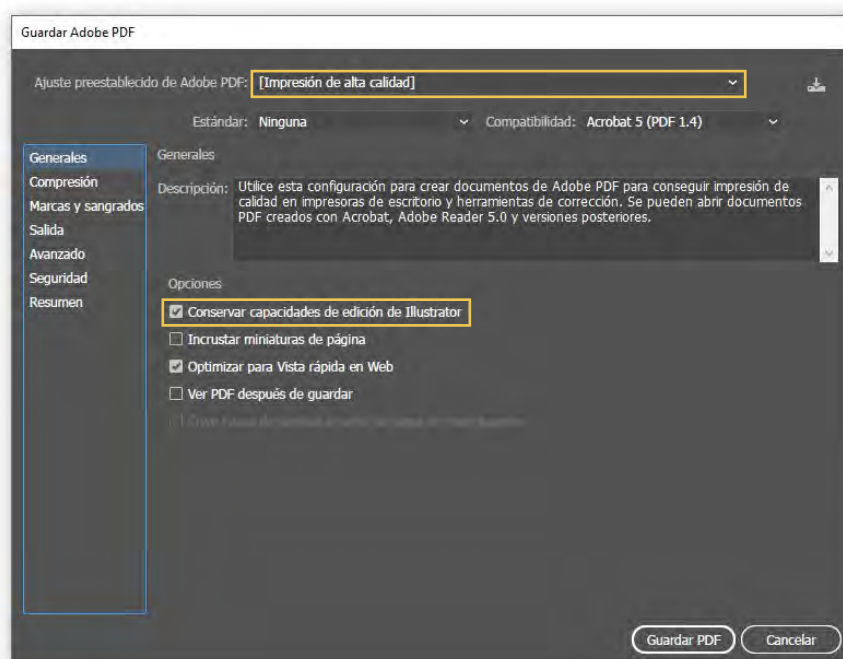 Guardar Adobe PDF
Ajuste preestablecido de Adobe PDF: [Impresión de alta calidad]
Estándar: Ninguna Compatibilidad: Acrobat 5 (PDF 1.4)
Generales
Compresión
Marcas y sangrados
Salida
Avanzado
Seguridad
Resumen
Generales
Descripción: Utilice esta configuración para crear documentos de Adobe PDF para conseguir impresión de
calidad en impresoras de escritorio y herramientas de corrección. Se pueden abrir documentos
PDF creados con Acrobat, Adobe Reader 5.0 y versiones posteriores.
Opciones
Conservar capacidades de edición de Illustrator
Incrustar miniaturas de página
Optimizar para Vista rápida en Web
Ver PDF después de guardar
Guardar PDF Cancelar